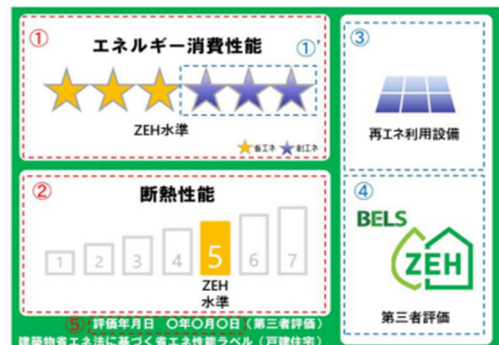 ①
エネルギー消費性能
①'
ZEH水準
省エネ 創エネ
②
断熱性能
1 2 3 4 5 6 7
ZEH
水準
⑤ 評価年月日 〇年〇月〇日(第三者評価)
建築物省エネ法に基づく省エネ性能ラベル(戸建住宅)
③
再エネ利用設備
④
BELS
ZEH
第三者評価